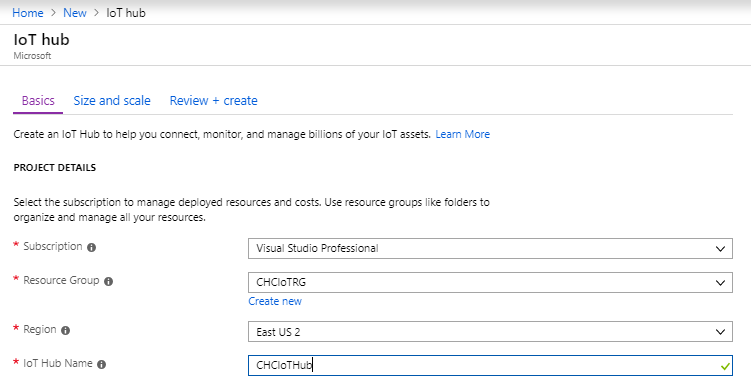 Home > New > IoT hub
IoT hub
Microsoft
Basics Size and scale Review + create
Create an IoT Hub to help you connect, monitor, and manage billions of your IoT assets. Learn More
PROJECT DETAILS
Select the subscription to manage deployed resources and costs. Use resource groups like folders to
organize and manage all your resources.
* Subscription Visual Studio Professional
* Resource Group CHCIoTRG
Create new
* Region East US 2
* IoT Hub Name CHCIoTHub